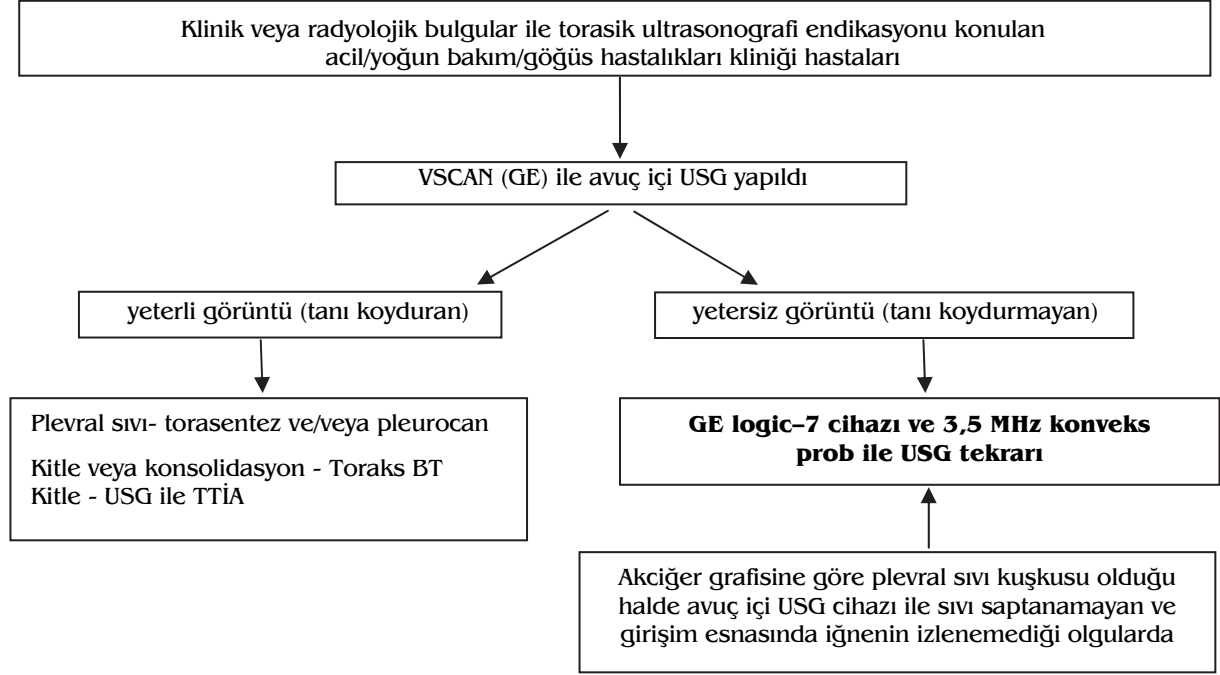 Klinik veya radyolojik bulgular ile torasik ultrasonografi endikasyonu konulan
acil/yoğun bakım/göğüs hastalıkları kliniği hastaları
VSCAN (GE) ile avuç içi USG yapıldı
yeterli görüntü (tanı koyduran)
yetersiz görüntü (tanı koydurmayan)
Plevral sıvı- torasentez ve/veya pleurocan
Kitle veya konsolidasyon - Toraks BT
Kitle - USG ile TTİA
GE logic–7 cihazı ve 3,5 MHz konveks
prob ile USG tekrarı
Akciğer grafisine göre plevral sıvı kuşkusu olduğu
halde avuç içi USG cihazı ile sıvı saptanamayan ve
girişim esnasında iğnenin izlenemediği olgularda